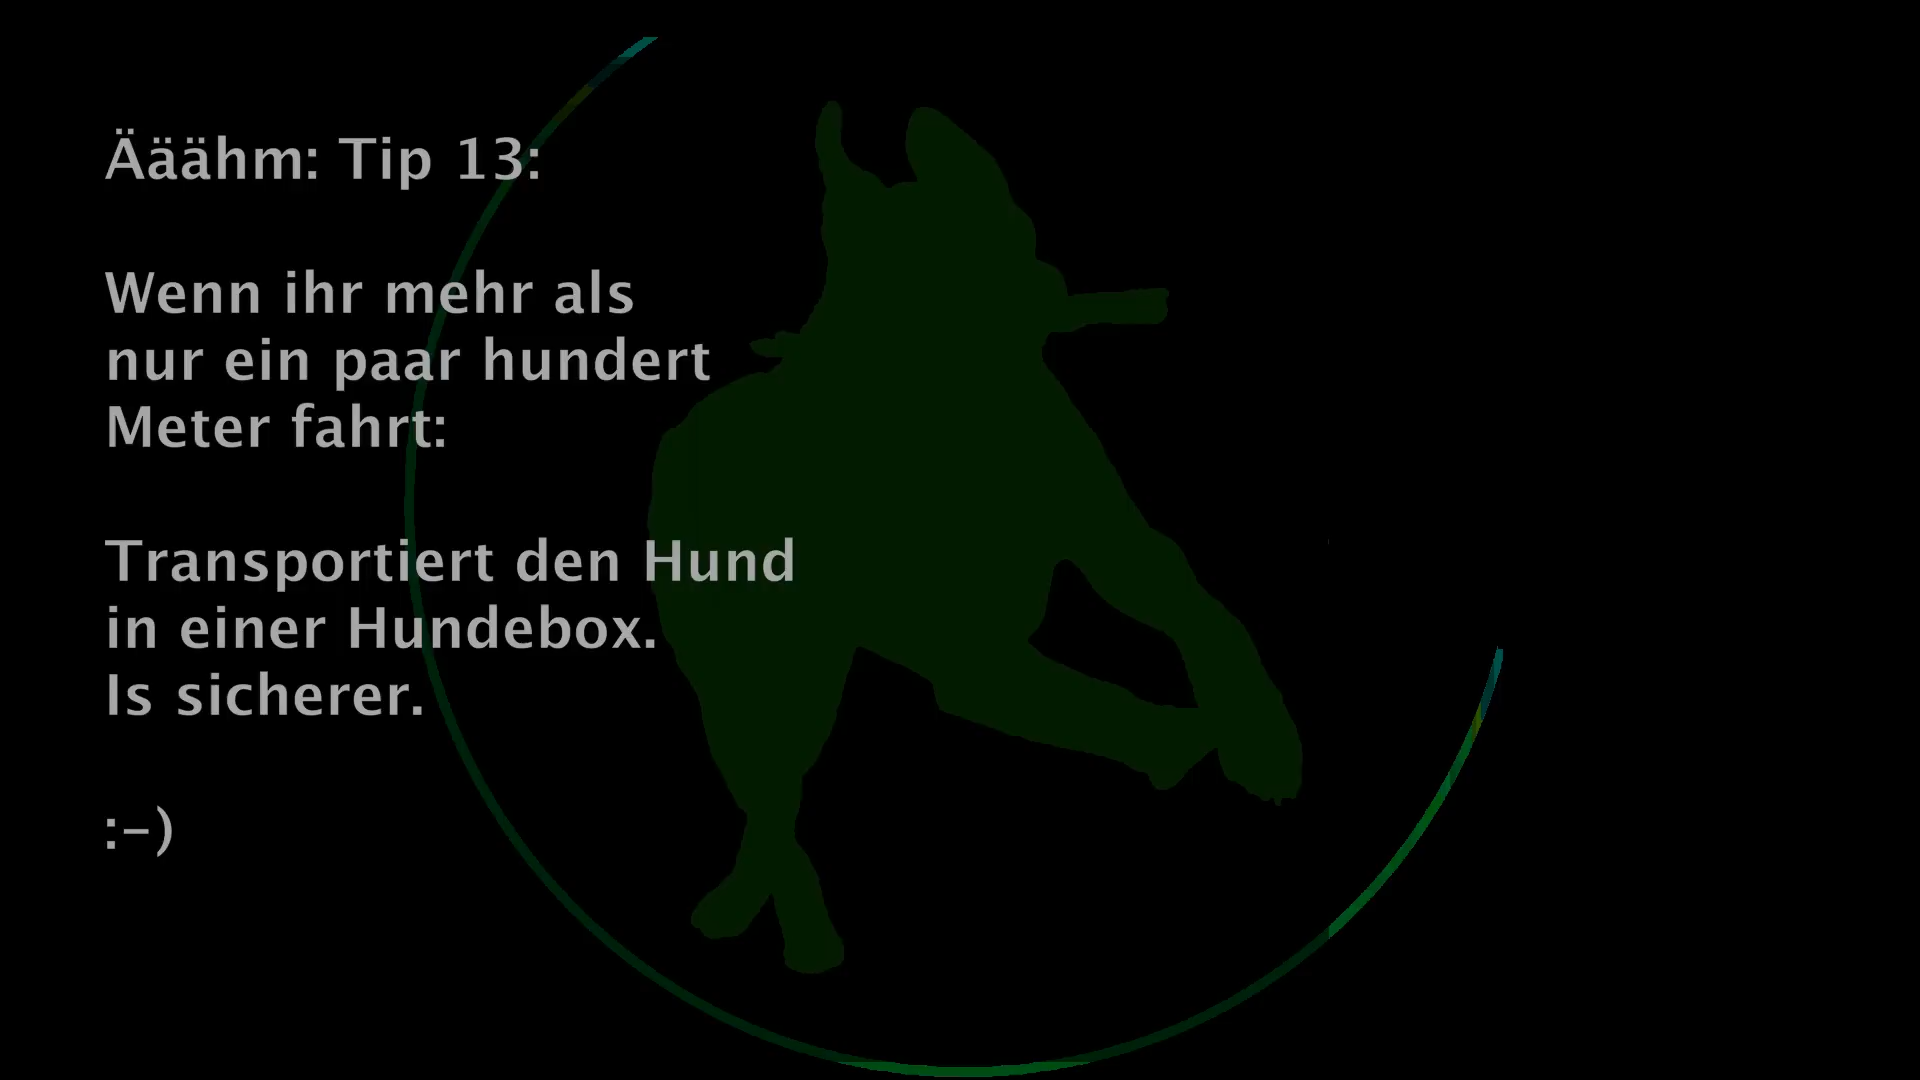 Ääähm: Tip 13:
Wenn ihr mehr als
nur ein paar hundert
Meter fahrt:
Transportiert den Hund
in einer Hundebox.
Is sicherer.
:-)